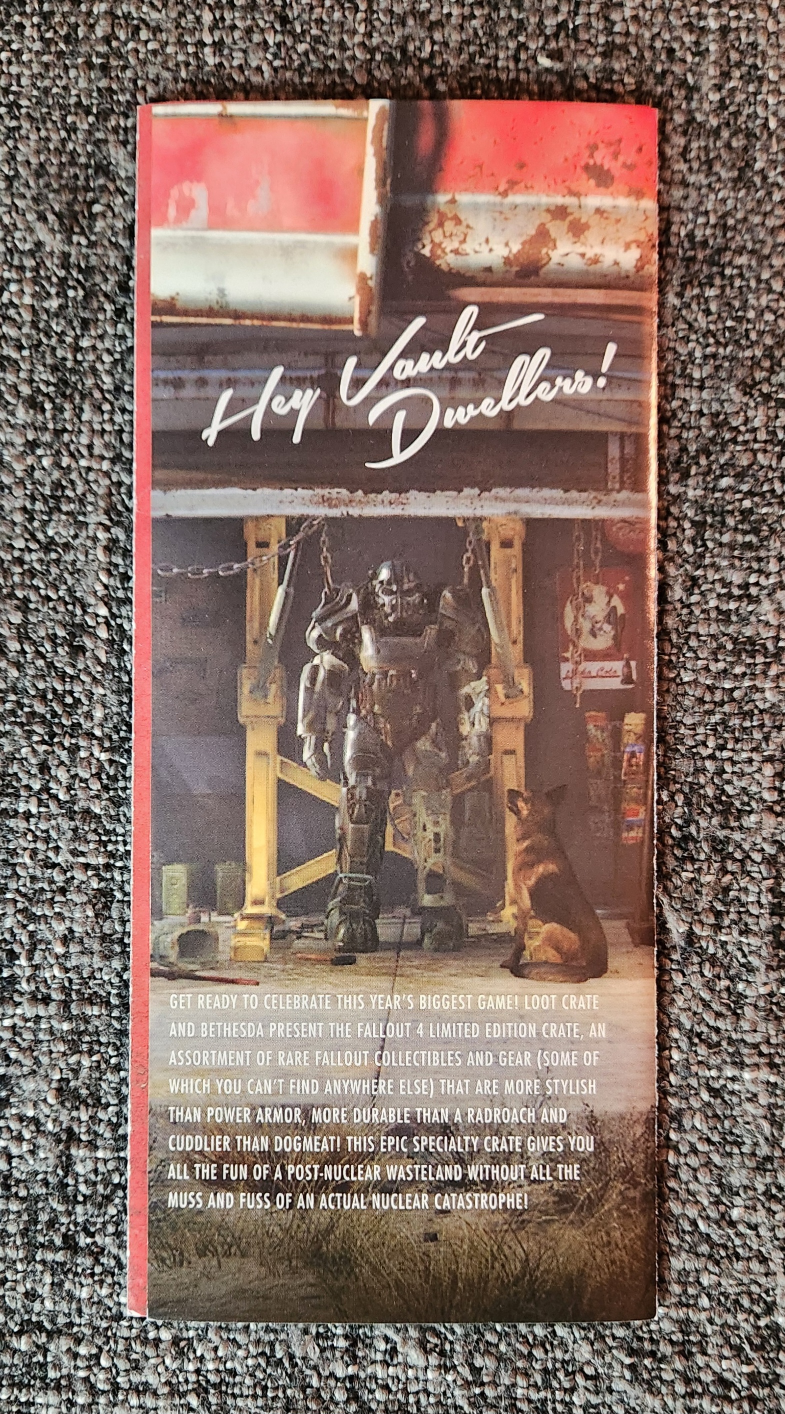 Hey Vault
Dwellers!
GET READY TO CELEBRATE THIS YEAR'S BIGGEST GAME! LOOT CRATE
AND BETHESDA PRESENT THE FALLOUT 4 LIMITED EDITION CRATE, AN
ASSORTMENT OF RARE FALLOUT COLLECTIBLES AND GEAR (SOME OF
WHICH YOU CAN'T FIND ANYWHERE ELSE) THAT ARE MORE STYLISH
THAN POWER ARMOR, MORE DURABLE THAN A RADROACH AND
CUDDLIER THAN DOGMEAT! THIS EPIC SPECIALTY CRATE GIVES YOU
ALL THE FUN OF A POST-NUCLEAR WASTELAND WITHOUT ALL THE
MUSS AND FUSS OF AN ACTUAL NUCLEAR CATASTROPHE!